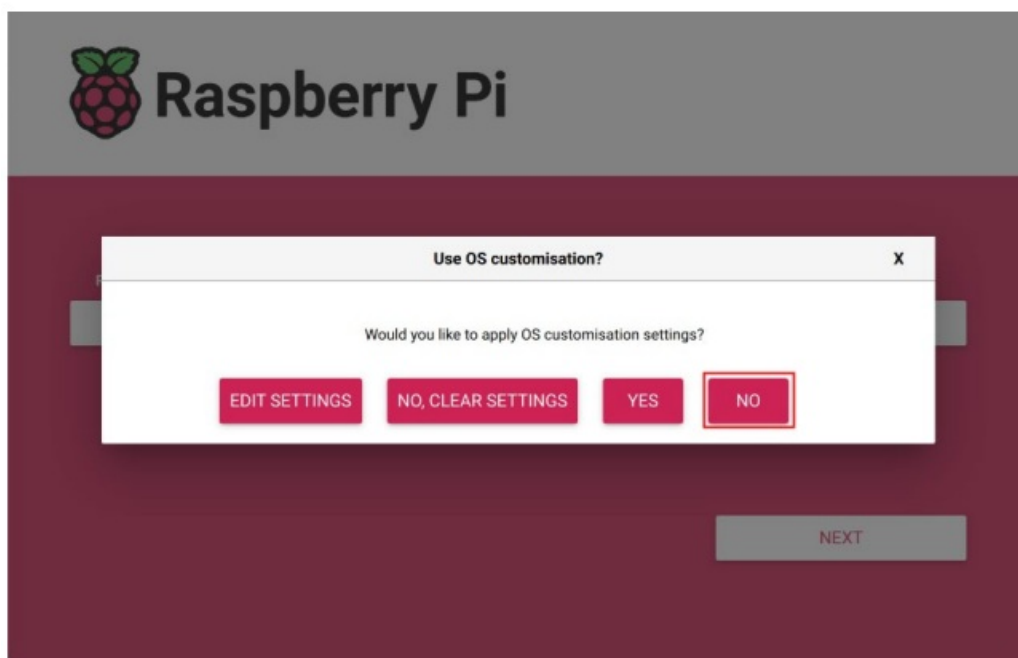 Raspberry Pi
Use OS customisation?
X
Would you like to apply OS customisation settings?
EDIT SETTINGS
NO, CLEAR SETTINGS
YES
NO
NEXT